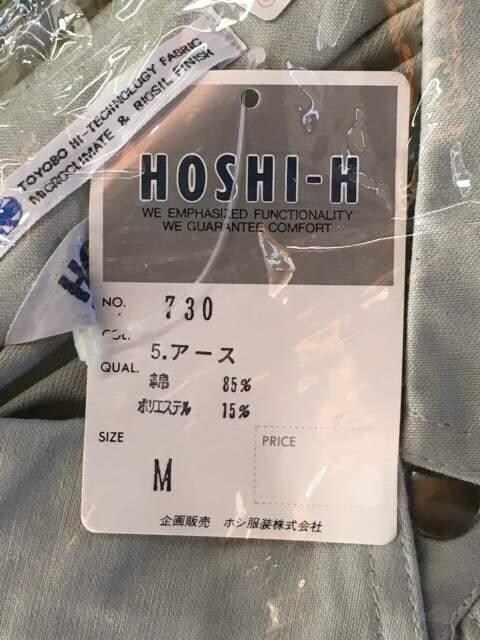 TOYOBO HI-TECHNOLOGY FABRIC
MICROCLIMATE & BIOSIL FINISH
HOSHI-H
WE EMPHASIZED FUNCTIONALITY
WE GUARANTEE COMFORT
HO
NO. 730
COL. 5.アース
QUAL. 綿 85%
ポリエステル 15%
SIZE M
PRICE
企画販売 ホシ服装株式会社